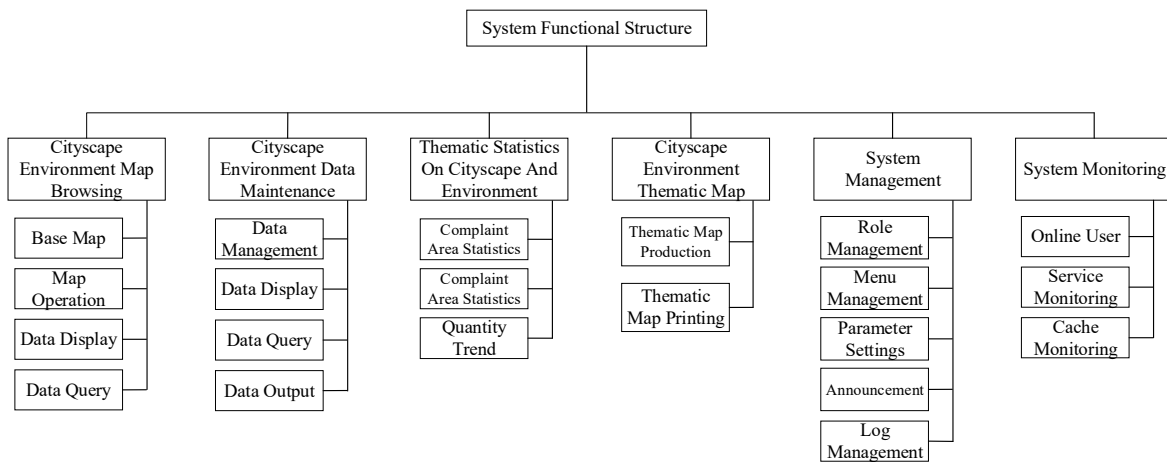 System Functional Structure
Cityscape
Environment Map
Browsing
Base Map
Map
Operation
Data Display
Data Query
Cityscape
Environment Data
Maintenance
Data
Management
Data Display
Data Query
Data Output
Thematic Statistics
On Cityscape And
Environment
Complaint
Area Statistics
Complaint
Area Statistics
Quantity
Trend
Cityscape
Environment
Thematic Map
Thematic Map
Production
Thematic
Map Printing
System
Management
Role
Management
Menu
Management
Parameter
Settings
Announcement
Log
Management
System Monitoring
Online User
Service
Monitoring
Cache
Monitoring